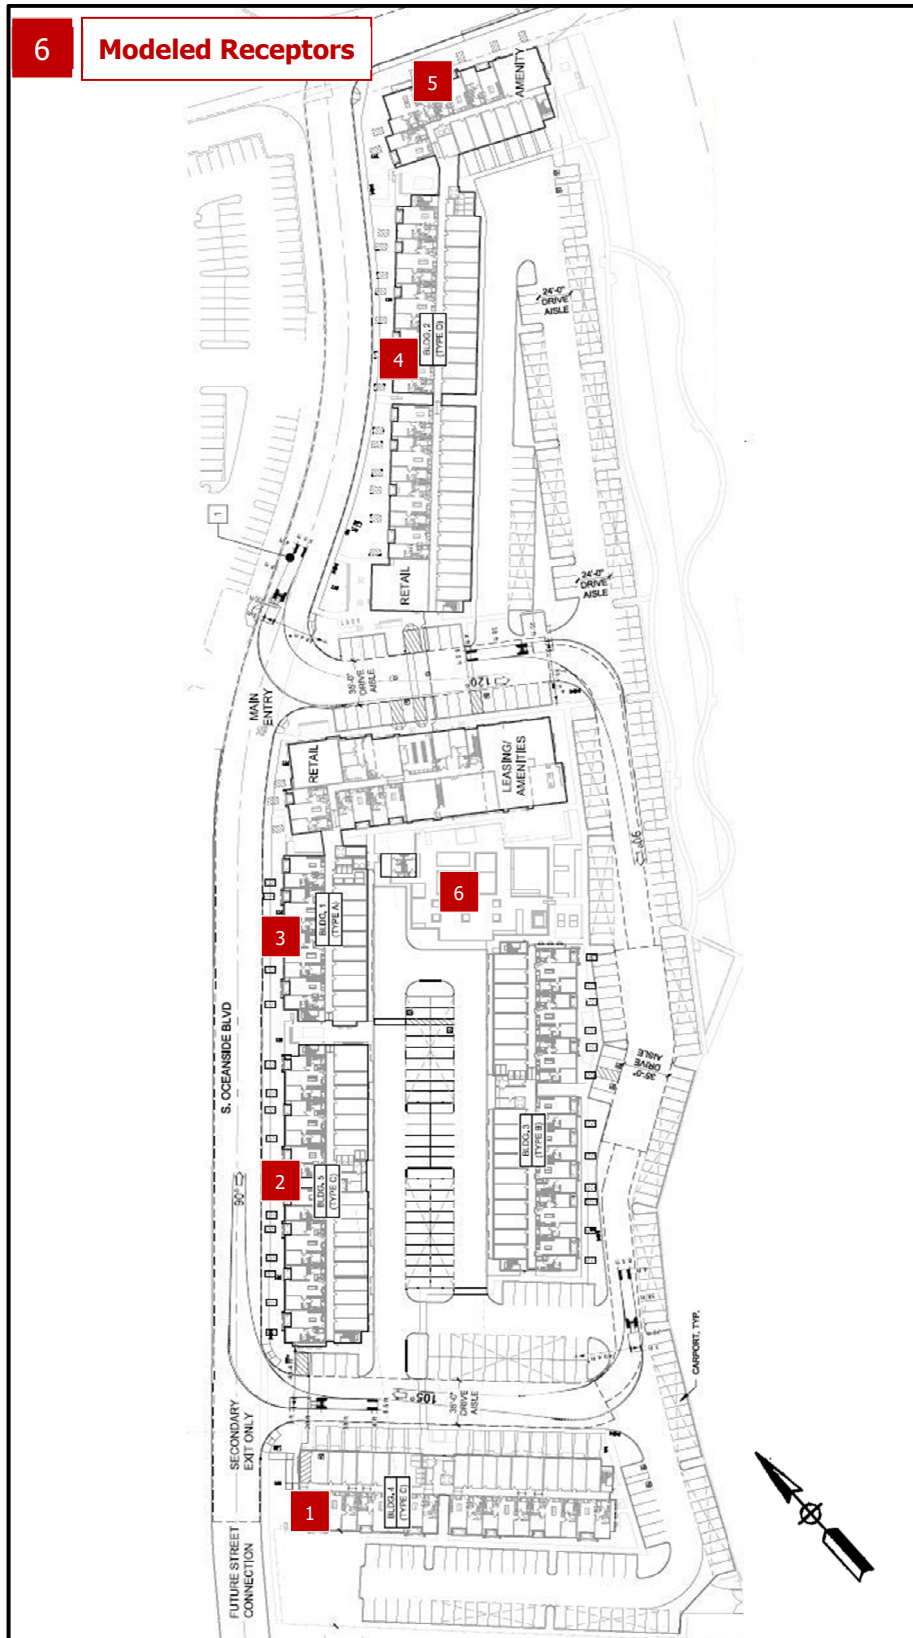 6
Modeled Receptors
5
AMENITY
24'-0"
DRIVE
AISLE
BLDG. 2
(TYPE D)
4
1
RETAIL
24'-0"
DRIVE
AISLE
MAIN
ENTRY
35'-0"
DRIVE
AISLE
120°
RETAIL
LEASING/
AMENITIES
90°
6
BLDG. 1
(TYPE A)
3
S. OCEANSIDE BLVD
35'-0"
DRIVE
AISLE
BLDG. 3
(TYPE B)
90°
2
BLDG. 5
(TYPE C)
CARPORT, TYP.
105°
35'-0"
DRIVE
AISLE
SECONDARY
EXIT ONLY
BLDG. 4
(TYPE C)
1
FUTURE STREET
CONNECTION